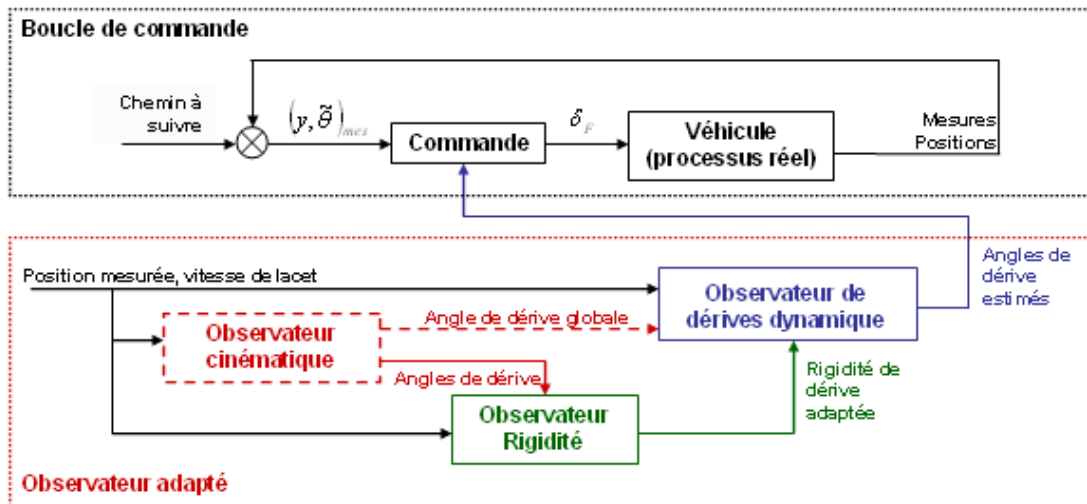 Boucle de commande
Chemin à
suivre
(y, θ̃)mes
Commande
δF
Véhicule
(processus réel)
Mesures
Positions
Position mesurée, vitesse de lacet
Observateur
cinématique
Angle de dérive globale
Angles de dérive
Observateur de
dérives dynamique
Angles de
dérive
estimés
Observateur
Rigidité
Rigidité de
dérive
adaptée
Observateur adapté